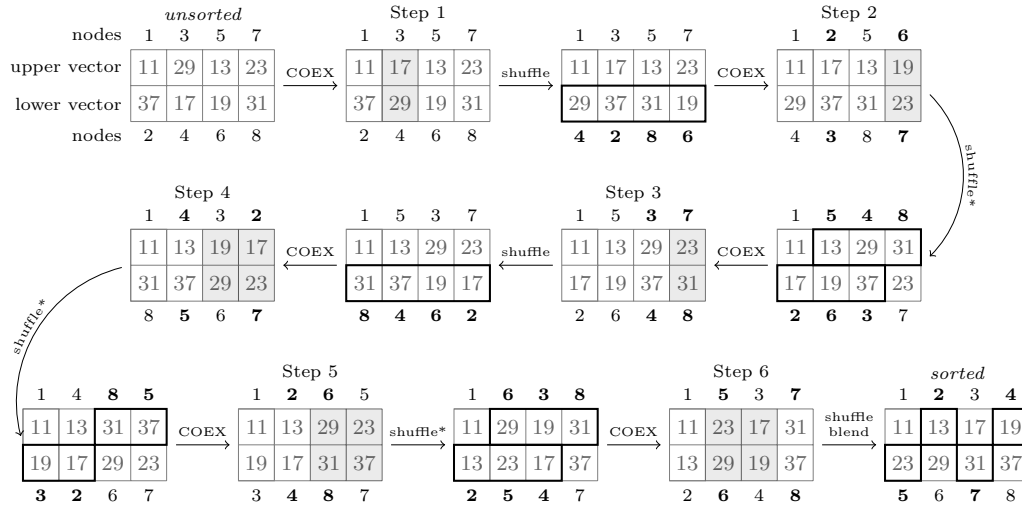 unsorted Step 1 Step 2
nodes 1 3 5 7 1 3 5 7 1 3 5 7 1 2 5 6
upper vector 11 29 13 23 COEX 11 17 13 23 shuffle 11 17 13 23 COEX 11 17 13 19
lower vector 37 17 19 31 37 29 19 31 29 37 31 19 29 37 31 23
nodes 2 4 6 8 2 4 6 8 4 2 8 6 4 3 8 7
shuffle*
Step 4 Step 3
1 4 3 2 1 5 3 7 1 5 3 7 1 5 4 8
11 13 19 17 COEX 11 13 29 23 shuffle 11 13 29 23 COEX 11 13 29 31
31 37 29 23 31 37 19 17 17 19 37 31 17 19 37 23
8 5 6 7 8 4 6 2 2 6 4 8 2 6 3 7
shuffle*
Step 5 Step 6 sorted
1 4 8 5 1 2 6 5 1 6 3 8 1 5 3 7 1 2 3 4
11 13 31 37 COEX 11 13 29 23 shuffle* 11 29 19 31 COEX 11 23 17 31 shuffle blend 11 13 17 19
19 17 29 23 19 17 31 37 13 23 17 37 13 29 19 37 23 29 31 37
3 2 6 7 3 4 8 7 2 5 4 7 2 6 4 8 5 6 7 8